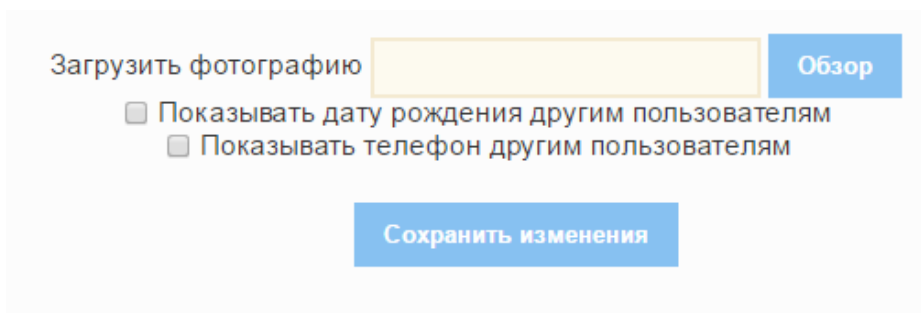 Загрузить фотографию Обзор
Показывать дату рождения другим пользователям
Показывать телефон другим пользователям
Сохранить изменения